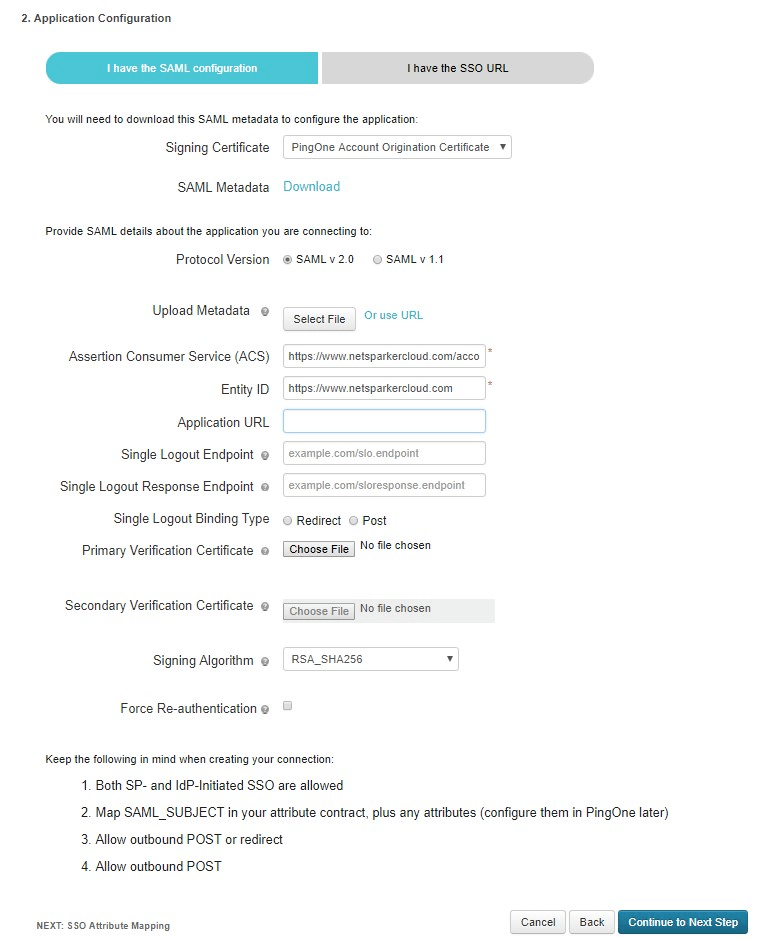 2. Application Configuration
I have the SAML configuration
I have the SSO URL
You will need to download this SAML metadata to configure the application:
Signing Certificate PingOne Account Origination Certificate
SAML Metadata Download
Provide SAML details about the application you are connecting to:
Protocol Version SAML v 2.0 SAML v 1.1
Upload Metadata Select File Or use URL
Assertion Consumer Service (ACS) https://www.netsparkercloud.com/acco *
Entity ID https://www.netsparkercloud.com *
Application URL
Single Logout Endpoint example.com/slo.endpoint
Single Logout Response Endpoint example.com/sloresponse.endpoint
Single Logout Binding Type Redirect Post
Primary Verification Certificate Choose File No file chosen
Secondary Verification Certificate Choose File No file chosen
Signing Algorithm RSA_SHA256
Force Re-authentication
Keep the following in mind when creating your connection:
1. Both SP- and IdP-Initiated SSO are allowed
2. Map SAML_SUBJECT in your attribute contract, plus any attributes (configure them in PingOne later)
3. Allow outbound POST or redirect
4. Allow outbound POST
NEXT: SSO Attribute Mapping Cancel Back Continue to Next Step